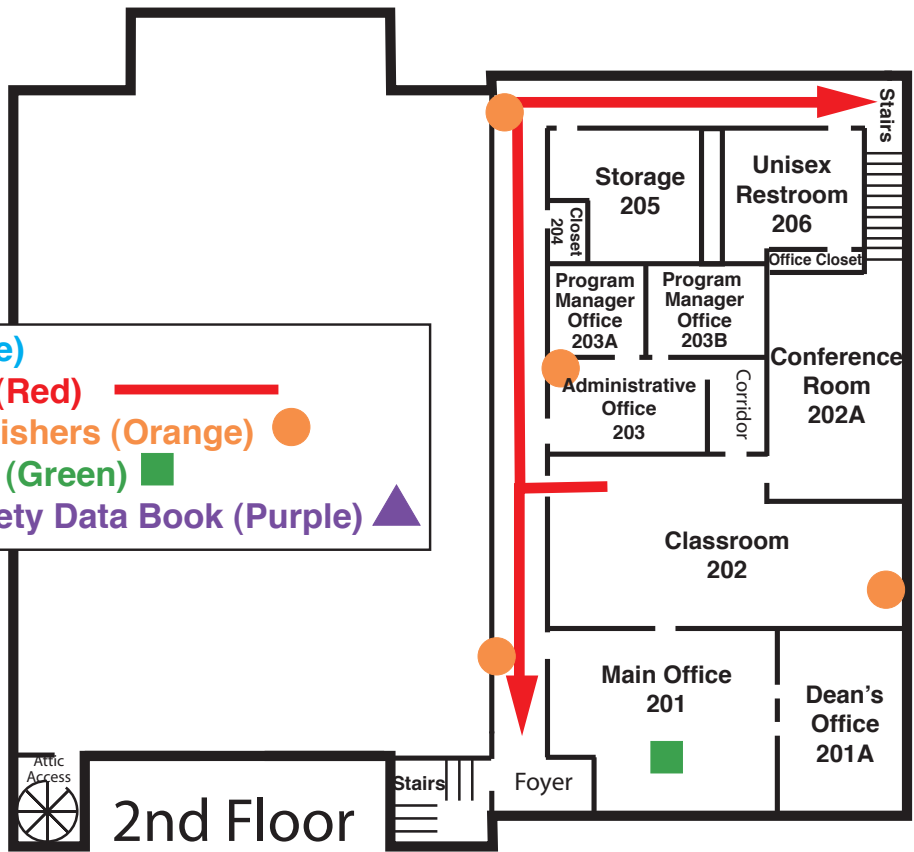 Stairs
Storage
205
Unisex
Restroom
206
Closet
204
Office Closet
Program
Manager
Office
203A
Program
Manager
Office
203B
Conference
Room
202A
Administrative
Office
203
Corridor
e)
(Red)
ishers (Orange)
(Green)
ety Data Book (Purple)
Classroom
202
Main Office
201
Dean's
Office
201A
Attic
Access
2nd Floor
Stairs
Foyer